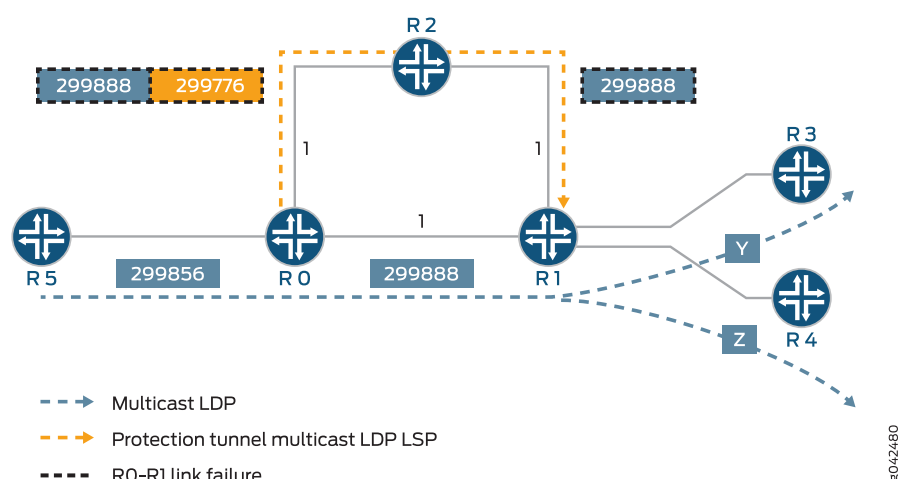 R 2
299888 299776
299888
R 3
1
1
1
Y
R 5
299856
R 0
299888
R 1
Z
R 4
Multicast LDP
Protection tunnel multicast LDP LSP
R0-R1 link failure
g042480